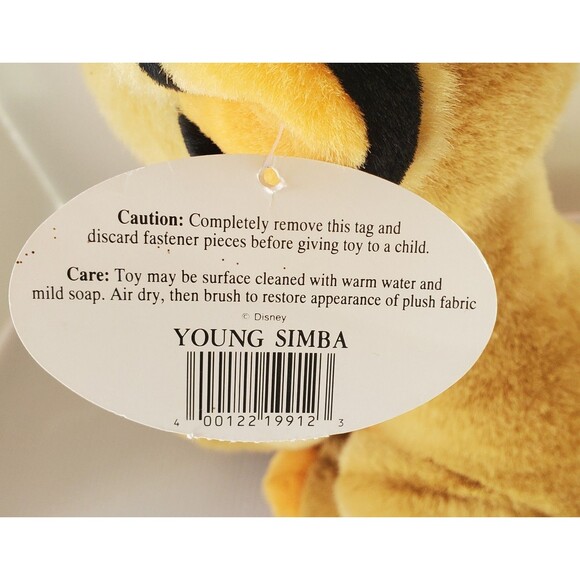 Caution: Completely remove this tag and
discard fastener pieces before giving toy to a child.
Care: Toy may be surface cleaned with warm water and
mild soap. Air dry, then brush to restore appearance of plush fabric
© Disney
YOUNG SIMBA
4 00122 19912 3